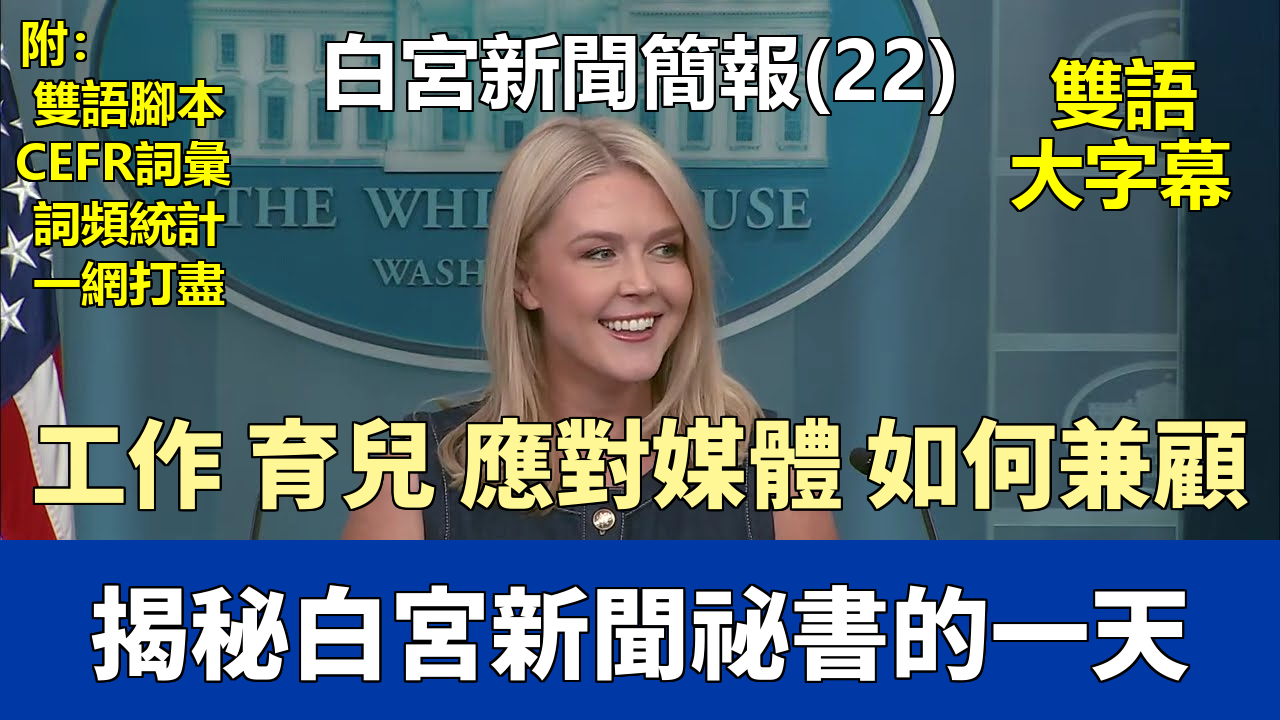 附：
雙語腳本
CEFR詞彙
詞頻統計
一網打盡
白宮新聞簡報(22)
雙語
大字幕
THE WHI USE
WASH
工作 育兒 應對媒體 如何兼顧
揭秘白宮新聞祕書的一天